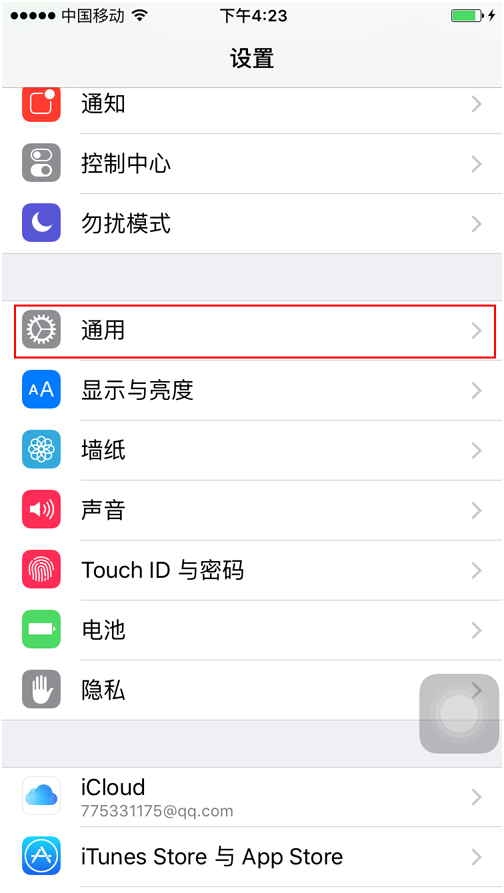 中国移动 下午4:23
设置
通知
控制中心
勿扰模式
通用
AA 显示与亮度
墙纸
声音
Touch ID 与密码
电池
隐私
iCloud
775331175@qq.com
iTunes Store 与 App Store